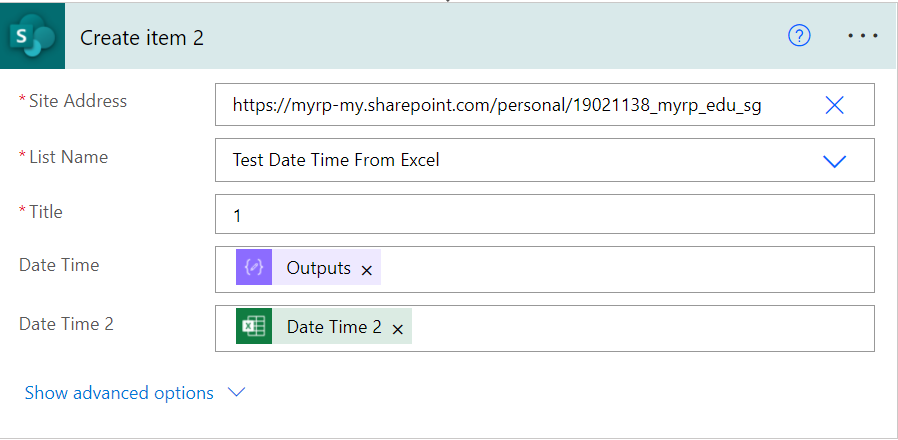 S Create item 2 ? ...
* Site Address https://myrp-my.sharepoint.com/personal/19021138_myrp_edu_sg
* List Name Test Date Time From Excel
* Title 1
Date Time {} Outputs ×
Date Time 2 X Date Time 2 ×
Show advanced options